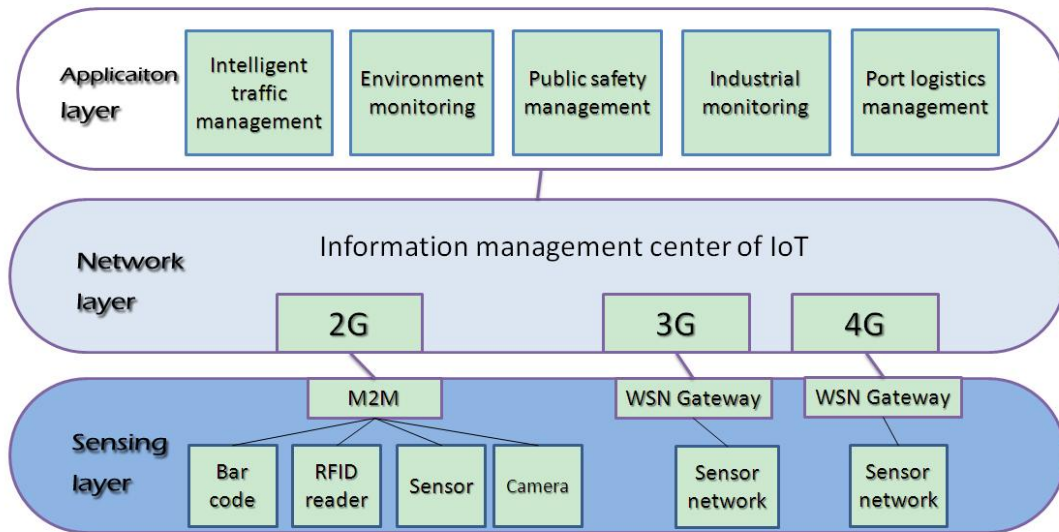 Applicaiton
layer
Intelligent
traffic
management
Environment
monitoring
Public safety
management
Industrial
monitoring
Port logistics
management
Network
layer
Information management center of IoT
2G
3G
4G
Sensing
layer
M2M
WSN Gateway
WSN Gateway
Bar
code
RFID
reader
Sensor
Camera
Sensor
network
Sensor
network